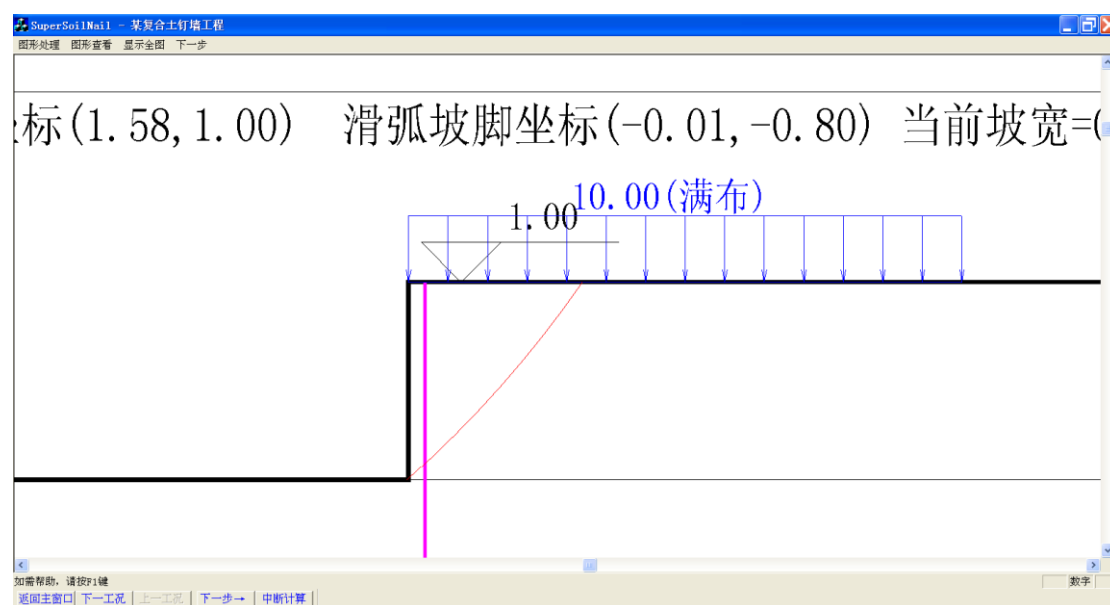 SuperSoilNail - 某复合土钉墙工程
图形处理 图形查看 显示全图 下一步
标(1.58,1.00) 滑弧坡脚坐标(-0.01,-0.80) 当前坡宽=
10.00(满布)
1.00
如需帮助，请按F1键
数字
返回主窗口 下一工况 上一工况 下一步→ 中断计算